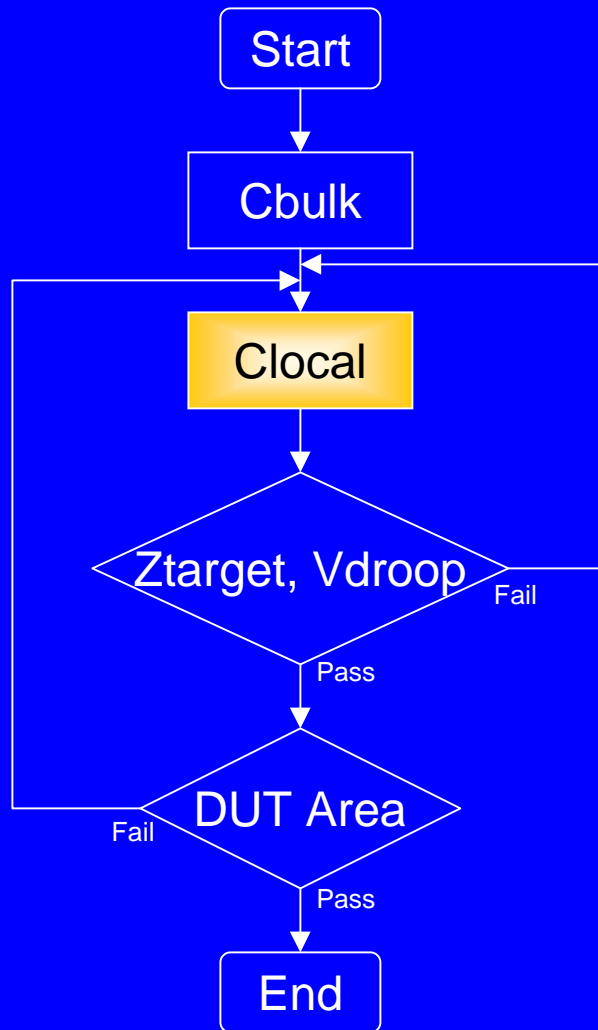 Start
Cbulk
Clocal
Ztarget, Vdroop
Fail
Pass
DUT Area
Fail
Pass
End